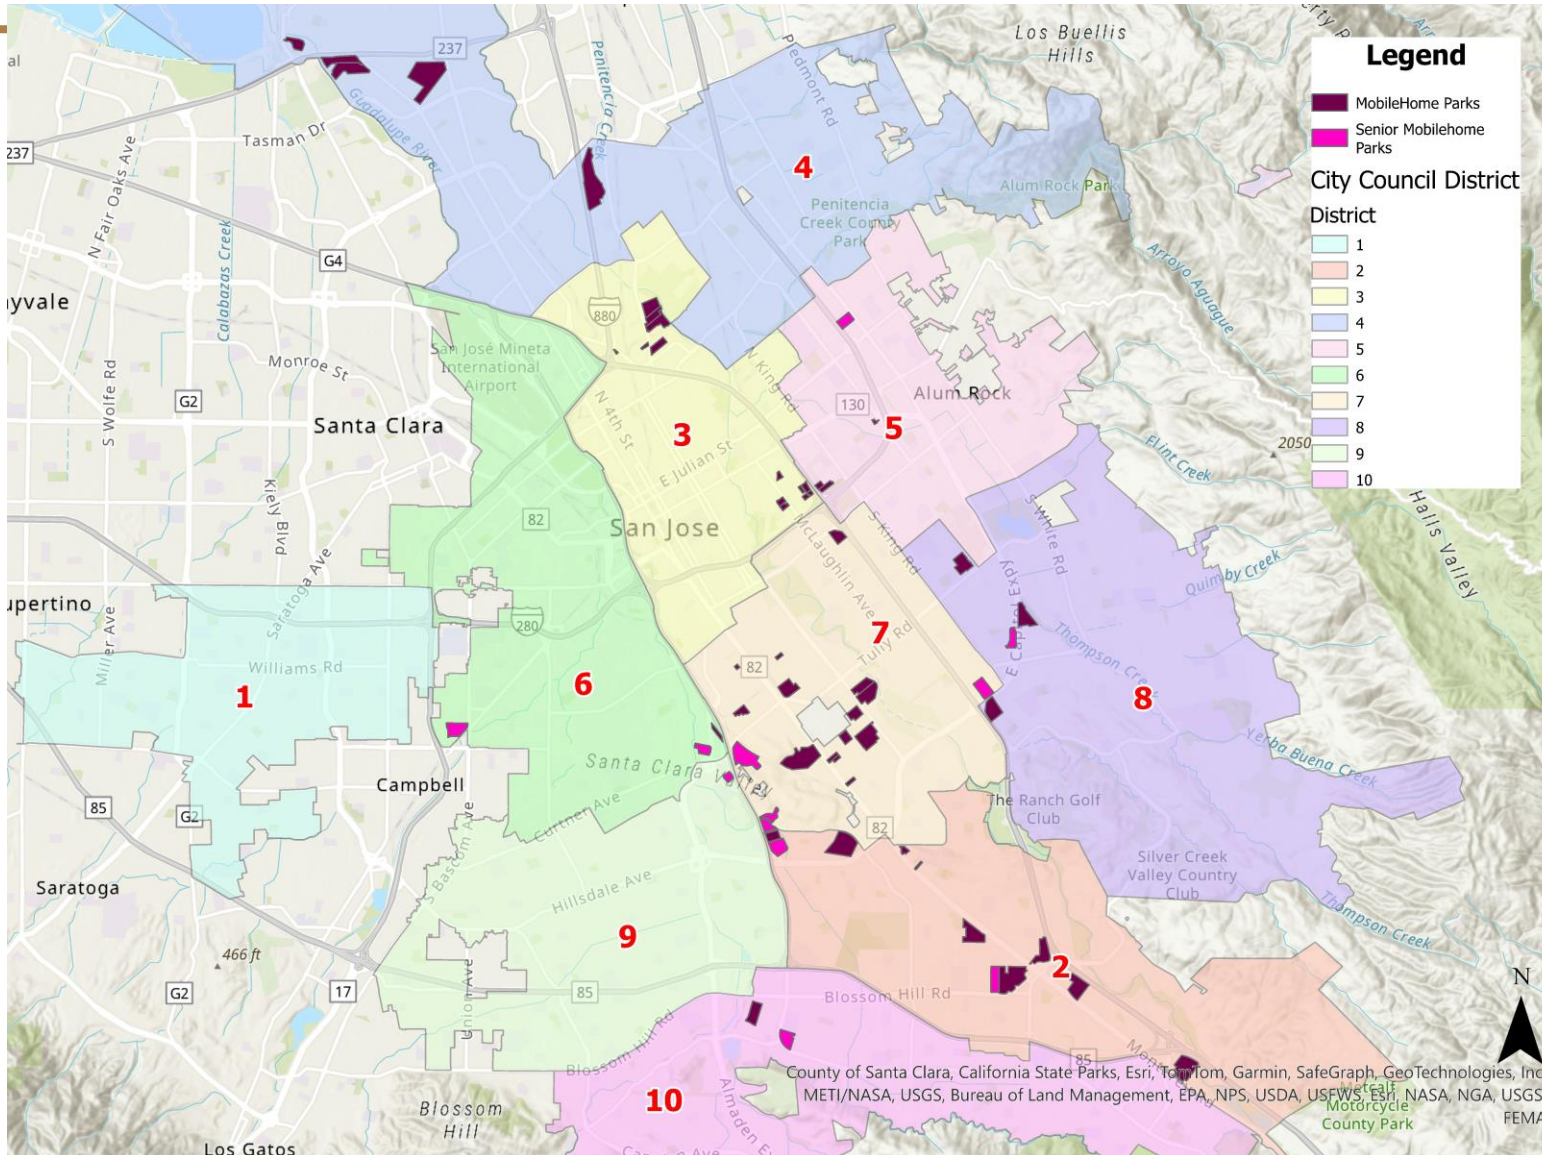 Los Buellis
Hills
237
Penitencia
Creek
Piedmont Rd
al
Guadalupe
River
Tasman Dr
237
N Fair Oaks Ave
4
Alum Rock Park
Penitencia
Creek County
Park
Calabazas Creek
G4
Arroyo Aguague
yvale
880
San José Mineta
International
Airport
Monroe St
S Wolfe Rd
G2
N King Rd
130
Alum Rock
N 4th St
Santa Clara
3
5
2050
E Julian St
Flint Creek
Kiely Blvd
82
San Jose
S King Rd
S White Rd
Halls Valley
McLaughlin Ave
Quimby Creek
Saratoga Ave
E Capitol Expy
upertino
Miller Ave
280
7
Tully Rd
Thompson Creek
Williams Rd
82
1
6
8
Yerba Buena Creek
Santa Clara
Campbell
85
G2
Curtner Ave
The Ranch Golf
Club
82
S Bascom Ave
Silver Creek
Valley Country
Club
Saratoga
Hillsdale Ave
Thompson Creek
466 ft
9
2
G2
17
Union Ave
85
Blossom Hill Rd
Blossom Hill Rd
85
10
Almaden
Blossom
Hill
Los Gatos
Metcalf
Motorcycle
County Park
Legend
MobileHome Parks
Senior Mobilehome
Parks
City Council District
District
1
2
3
4
5
6
7
8
9
10
N
County of Santa Clara, California State Parks, Esri, TomTom, Garmin, SafeGraph, GeoTechnologies, Inc
METI/NASA, USGS, Bureau of Land Management, EPA, NPS, USDA, USFWS, Esri, NASA, NGA, USGS
FEMA